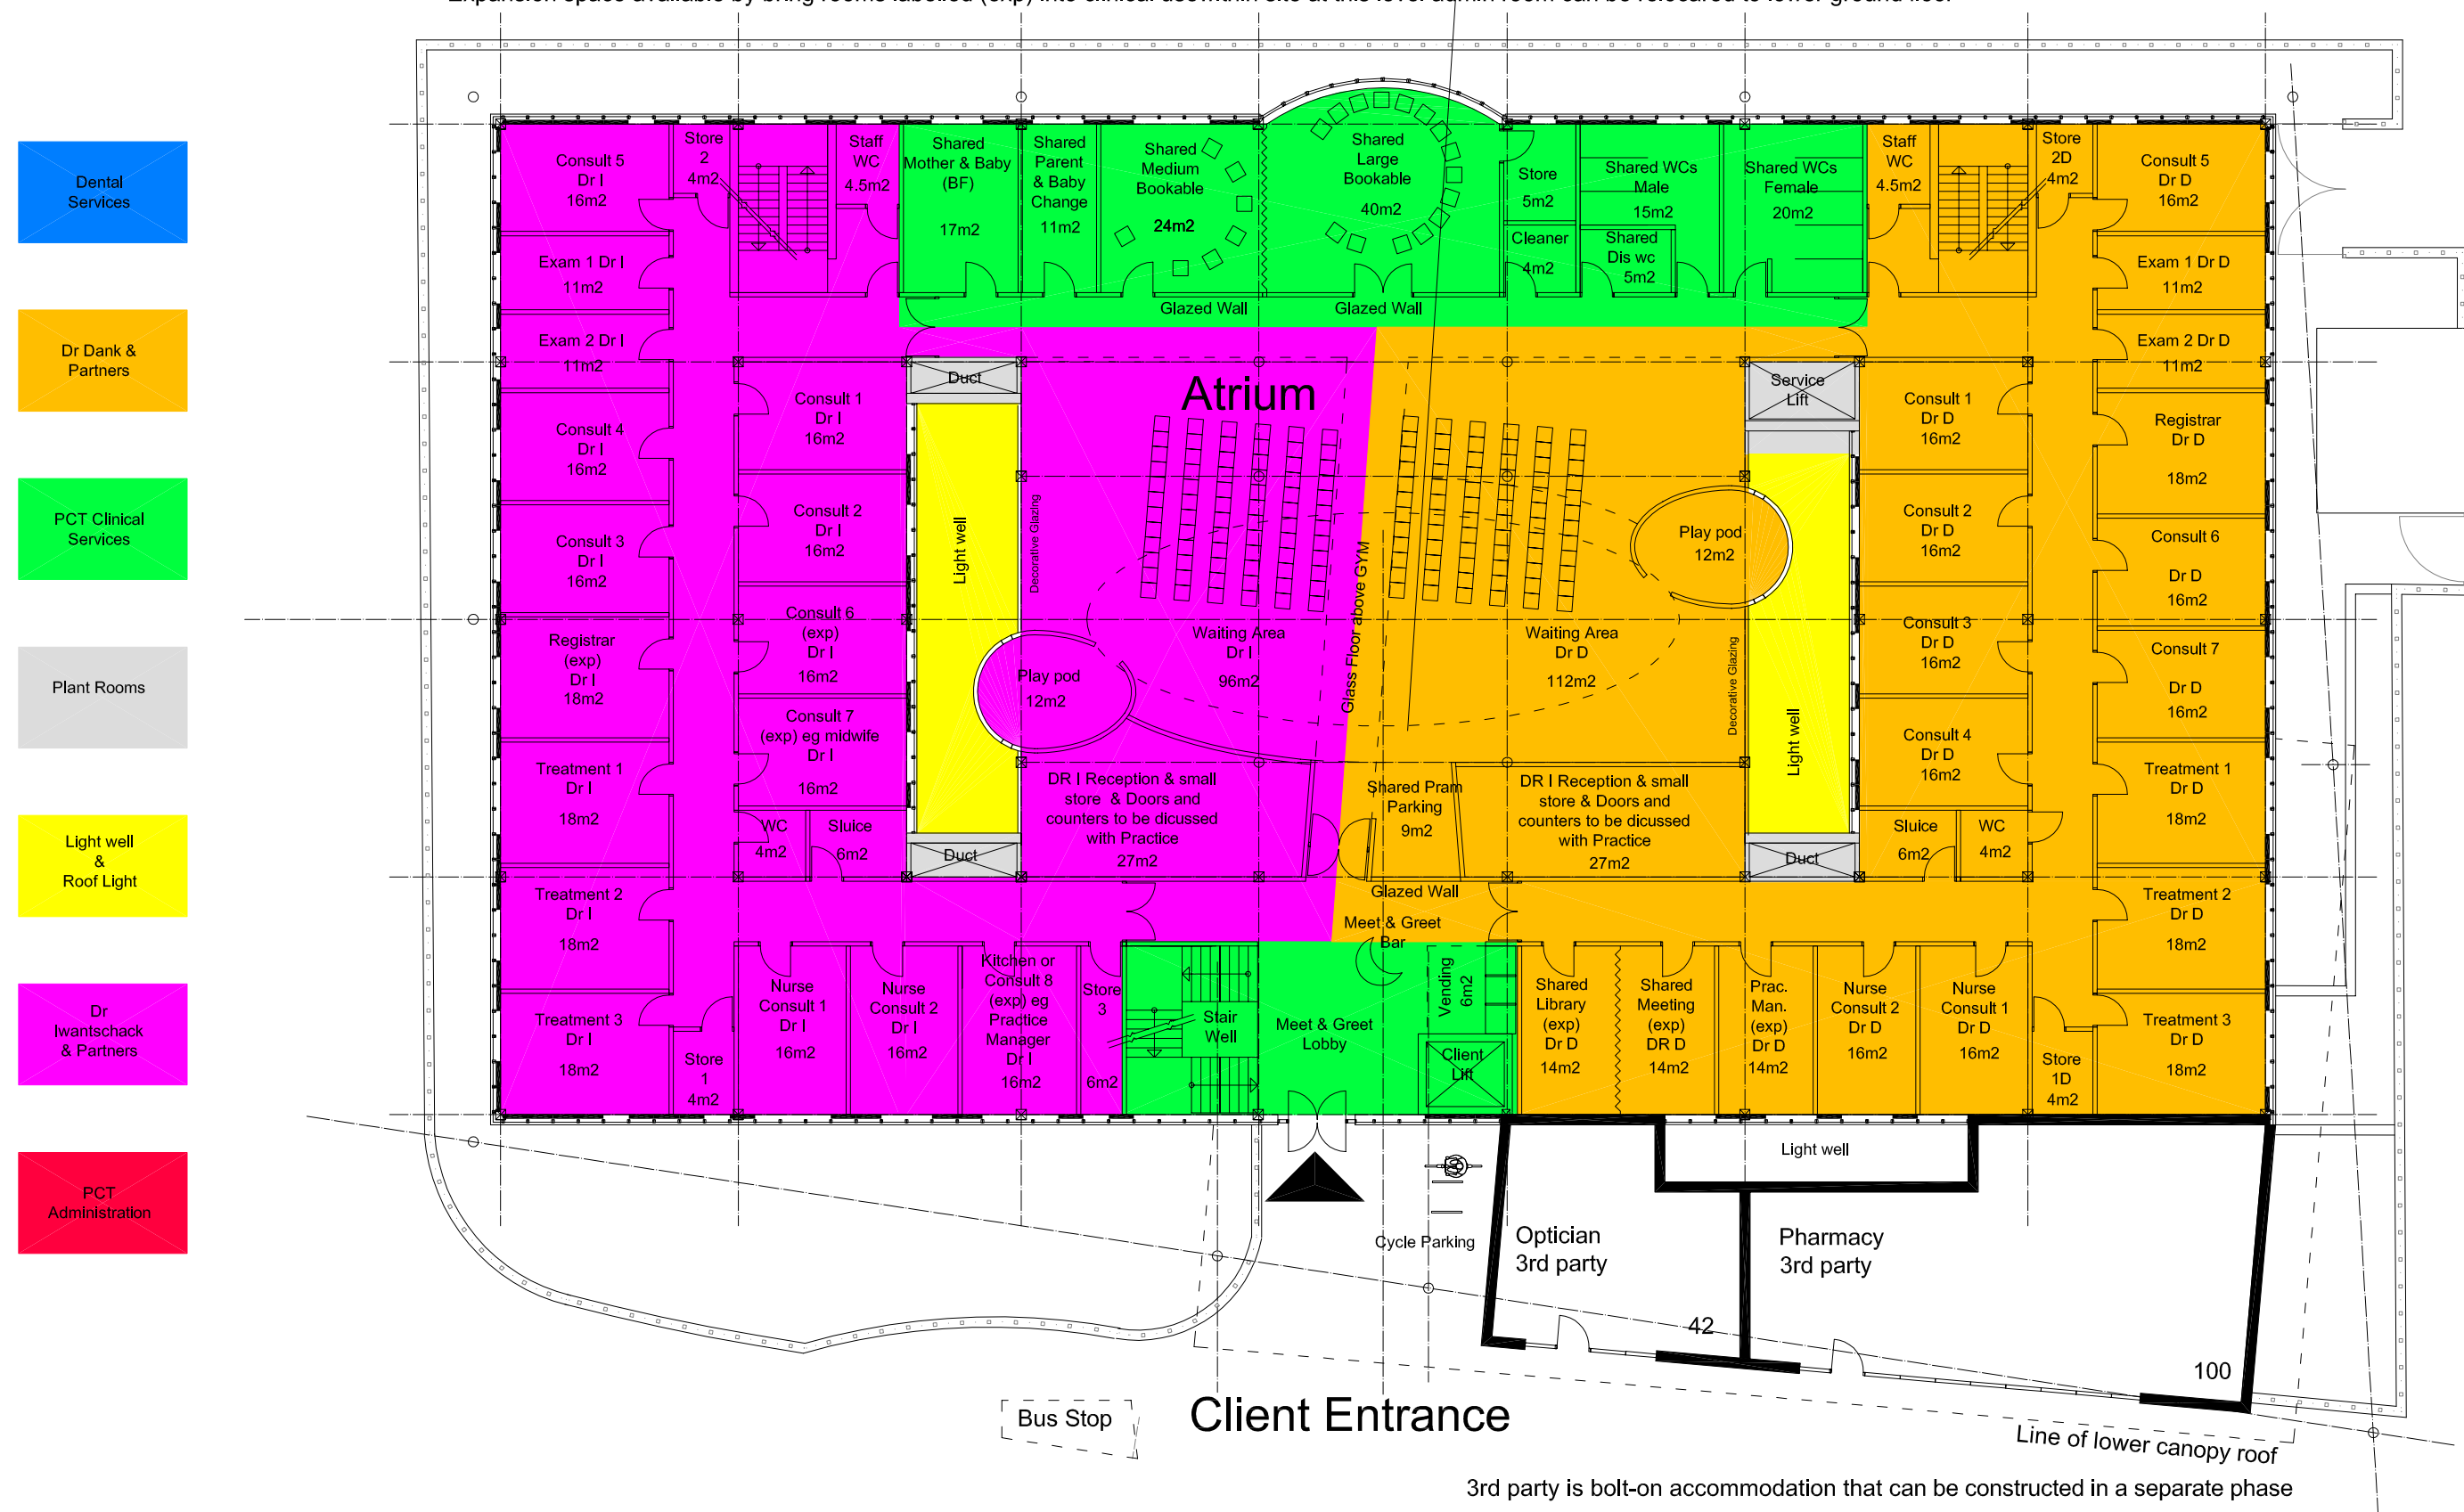 Dental
Services
Dr Dank &
Partners
PCT Clinical
Services
Plant Rooms
Light well
&
Roof Light
Dr
Iwantschack
& Partners
PCT
Administration
Consult 5
Dr I
16m2
Store
2
4m2
Staff
WC
4.5m2
Shared
Mother & Baby
(BF)
17m2
Shared
Parent
& Baby
Change
11m2
Shared
Medium
Bookable
24m2
Shared
Large
Bookable
40m2
Store
5m2
Cleaner
4m2
Shared WCs
Male
15m2
Shared
Dis wc
5m2
Shared WCs
Female
20m2
Staff
WC
4.5m2
Store
2D
4m2
Consult 5
Dr D
16m2
Exam 1 Dr I
11m2
Exam 2 Dr I
11m2
Glazed Wall
Glazed Wall
Exam 1 Dr D
11m2
Exam 2 Dr D
11m2
Consult 4
Dr I
16m2
Consult 3
Dr I
16m2
Registrar
(exp)
Dr I
18m2
Treatment 1
Dr I
18m2
Treatment 2
Dr I
18m2
Treatment 3
Dr I
18m2
Store
1
4m2
Consult 1
Dr I
16m2
Consult 2
Dr I
16m2
Consult 6
(exp)
Dr I
16m2
Consult 7
(exp) eg midwife
Dr I
16m2
WC
4m2
Sluice
6m2
Duct
Light well
Duct
Decorative Glazing
Atrium
Waiting Area
Dr I
96m2
Play pod
12m2
Glass Floor above GYM
Waiting Area
Dr D
112m2
Play pod
12m2
Decorative Glazing
Service
Lift
Light well
Duct
DR I Reception & small
store & Doors and
counters to be dicussed
with Practice
27m2
Shared Pram
Parking
9m2
DR I Reception & small
store & Doors and
counters to be dicussed
with Practice
27m2
Glazed Wall
Meet & Greet
Bar
Consult 1
Dr D
16m2
Consult 2
Dr D
16m2
Consult 3
Dr D
16m2
Consult 4
Dr D
16m2
Sluice
6m2
WC
4m2
Registrar
Dr D
18m2
Consult 6
Dr D
16m2
Consult 7
Dr D
16m2
Treatment 1
Dr D
18m2
Treatment 2
Dr D
18m2
Treatment 3
Dr D
18m2
Nurse
Consult 1
Dr I
16m2
Nurse
Consult 2
Dr I
16m2
Kitchen or
Consult 8
(exp) eg
Practice
Manager
Dr I
16m2
Store
3
6m2
Stair
Well
Meet & Greet
Lobby
Vending
6m2
Client
Lift
Shared
Library
(exp)
Dr D
14m2
Shared
Meeting
(exp)
DR D
14m2
Prac.
Man.
(exp)
Dr D
14m2
Nurse
Consult 2
Dr D
16m2
Nurse
Consult 1
Dr D
16m2
Store
1D
4m2
Light well
Cycle Parking
Optician
3rd party
42
Pharmacy
3rd party
100
Bus Stop
Client Entrance
Line of lower canopy roof
3rd party is bolt-on accommodation that can be constructed in a separate phase